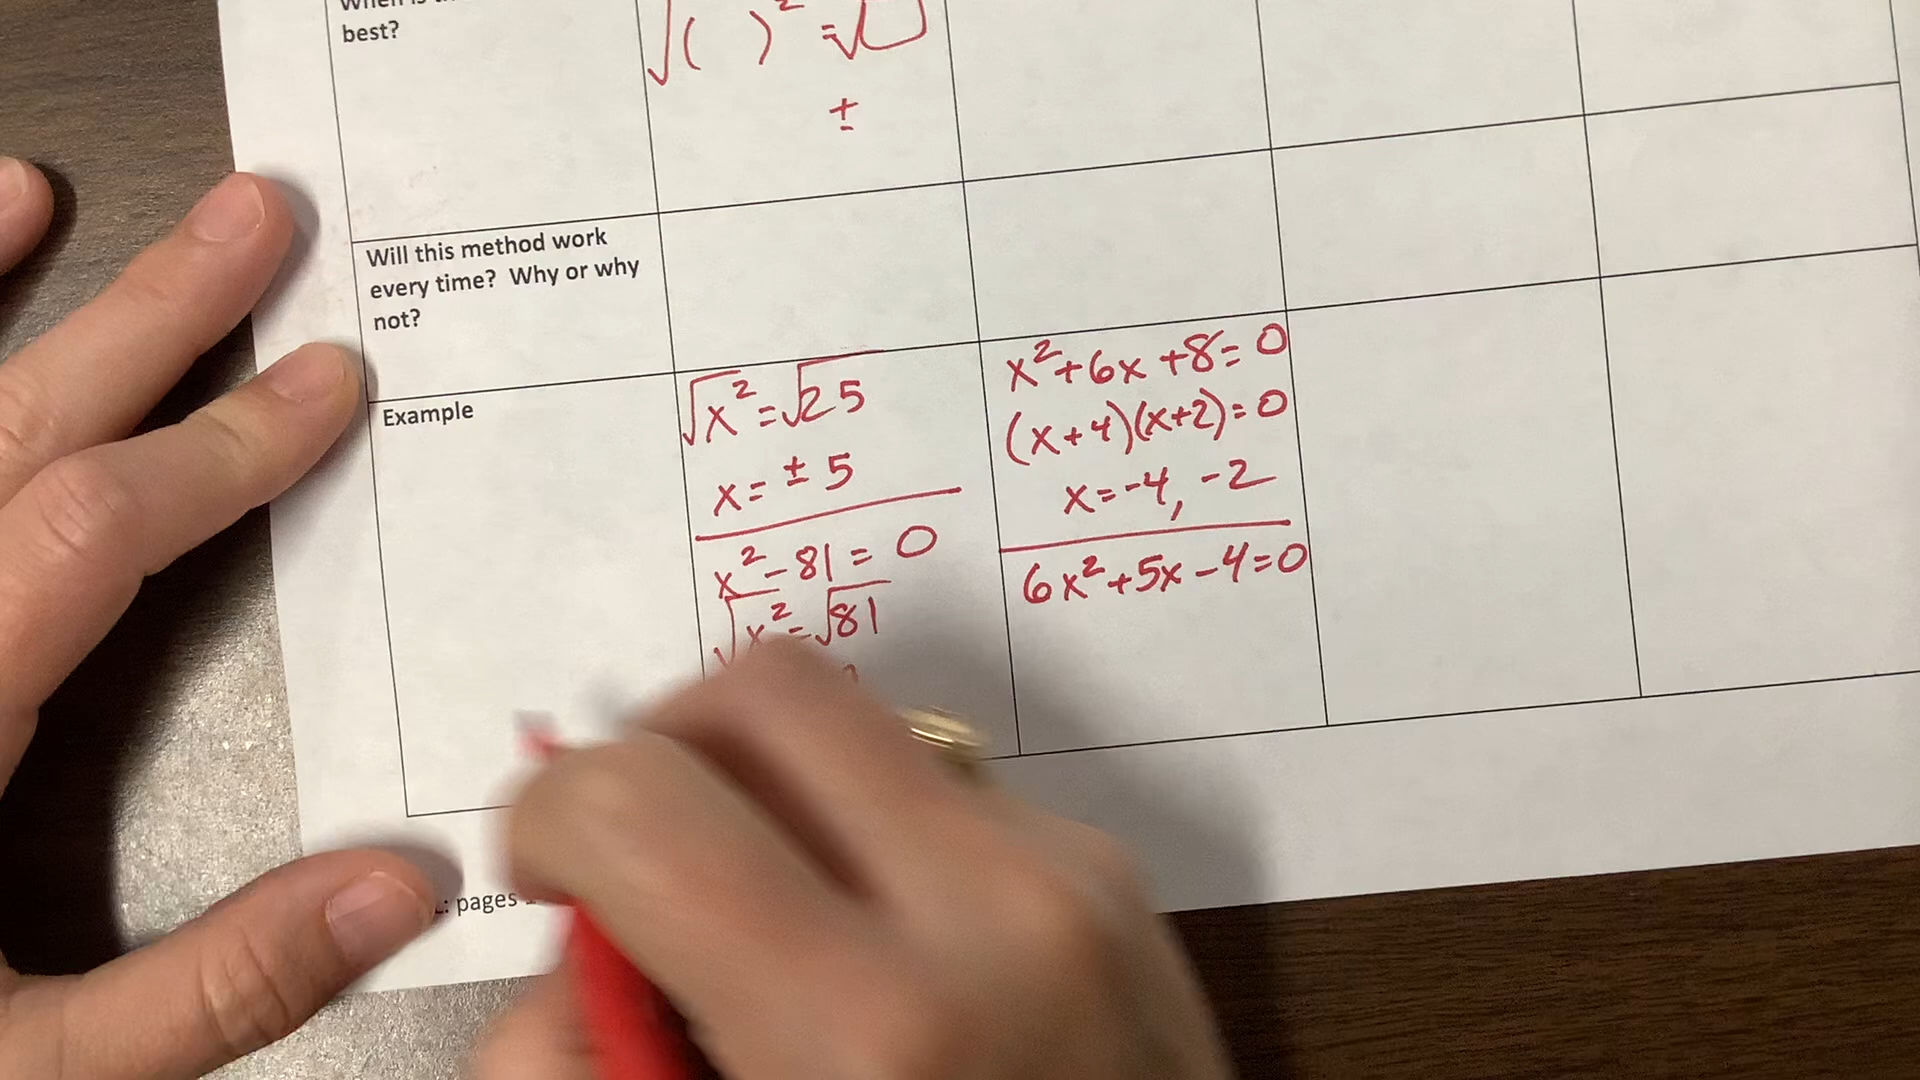 best?
√( )² = √
±
Will this method work
every time? Why or why
not?
Example
√x² = √25
x = ± 5
x² - 81 = 0
√x² = √81
x² + 6x + 8 = 0
(x + 4)(x + 2) = 0
x = -4, -2
6x² + 5x - 4 = 0
: pages